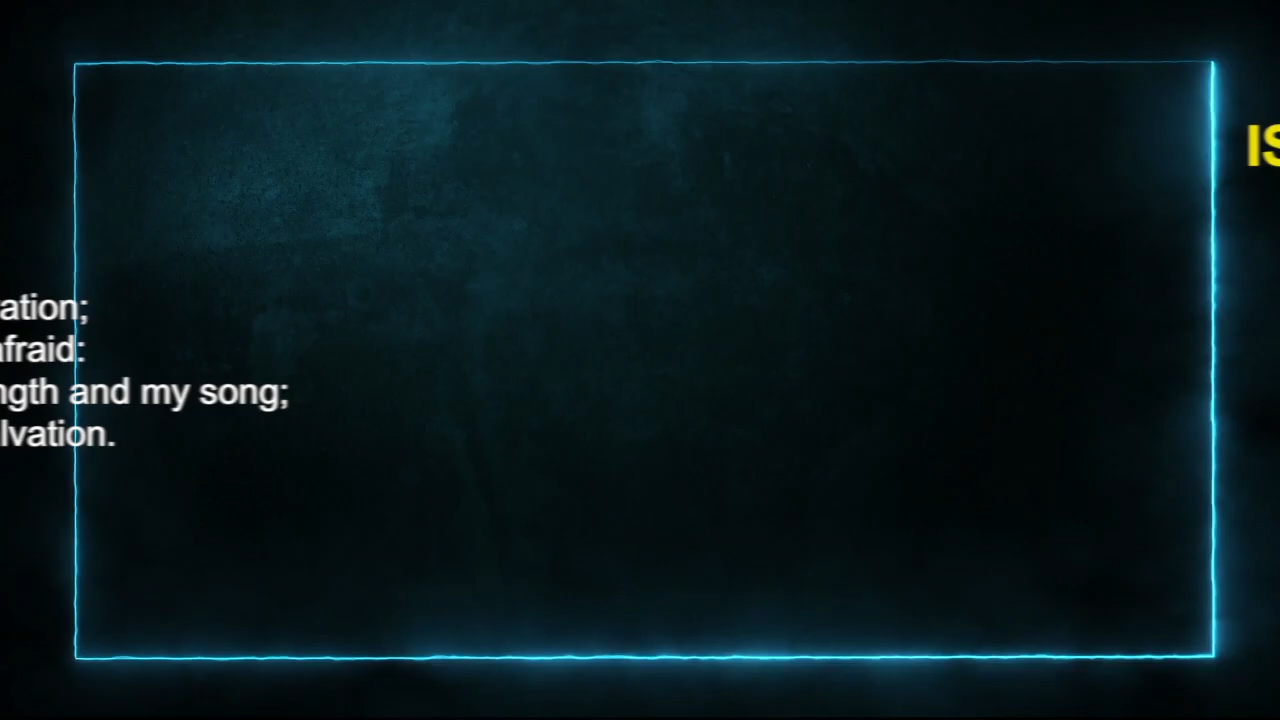 IS
ation;
afraid:
ngth and my song;
lvation.